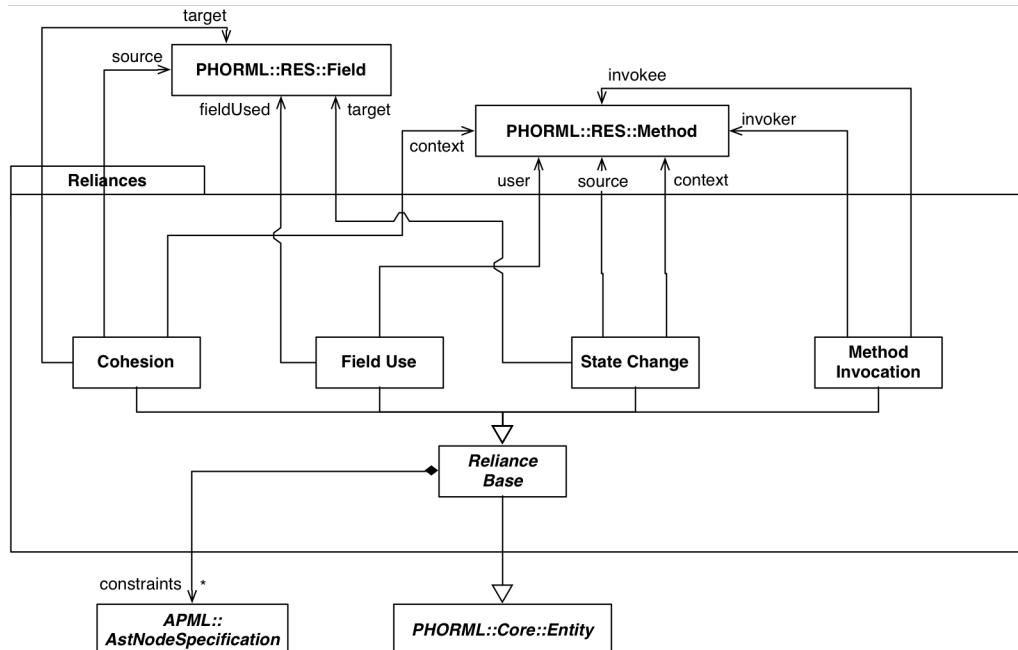 target
source
PHORML::RES::Field
invokee
fieldUsed
target
context
PHORML::RES::Method
invoker
Reliances
user
source
context
Cohesion
Field Use
State Change
Method
Invocation
Reliance
Base
constraints
*
APML::
AstNodeSpecification
PHORML::Core::Entity